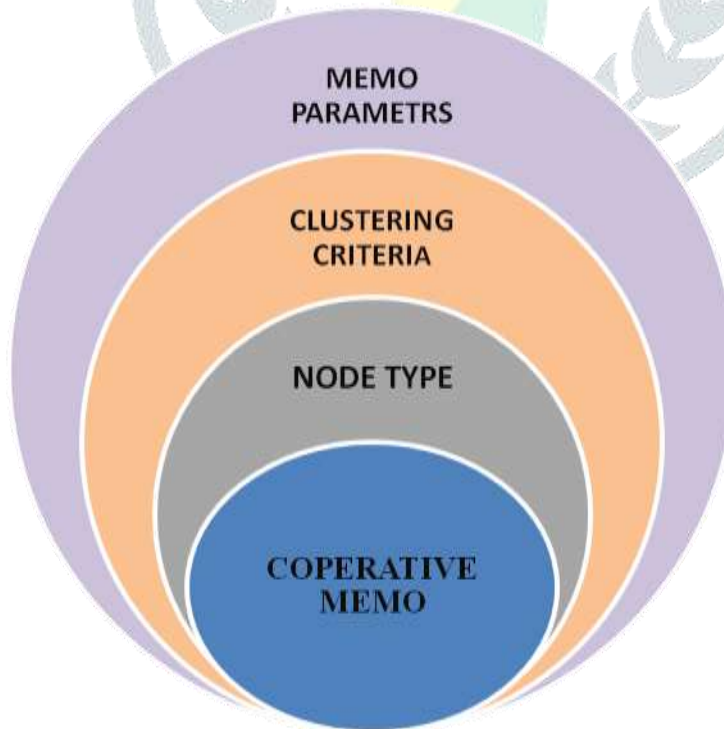 MEMO
PARAMETRS
CLUSTERING
CRITERIA
NODE TYPE
COPERATIVE
MEMO